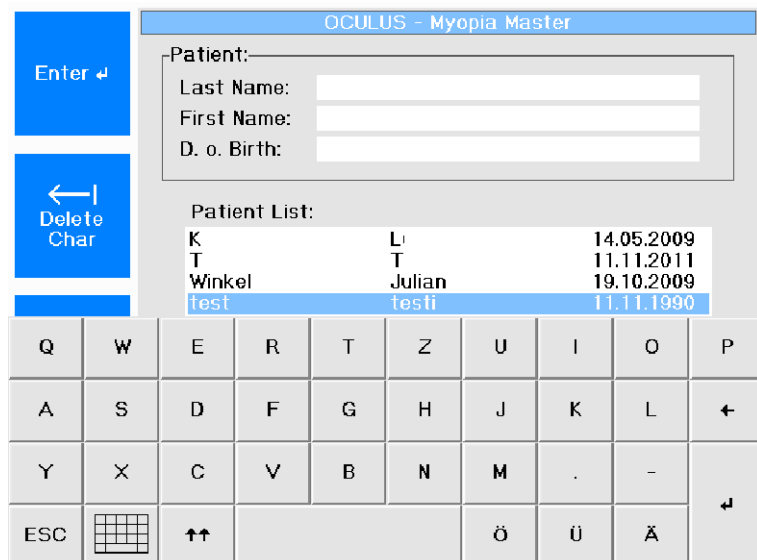 OCULUS - Myopia Master
Enter ↵
Patient:
Last Name:
First Name:
D. o. Birth:
Delete
Char
Patient List:
K 14.05.2009
T T 11.11.2011
Winkel Julian 19.10.2009
test testi 11.11.1990
Q W E R T Z U I O P
A S D F G H J K L ←
Y X C V B N M . -
ESC ↑↑ Ö Ü Ä ↵